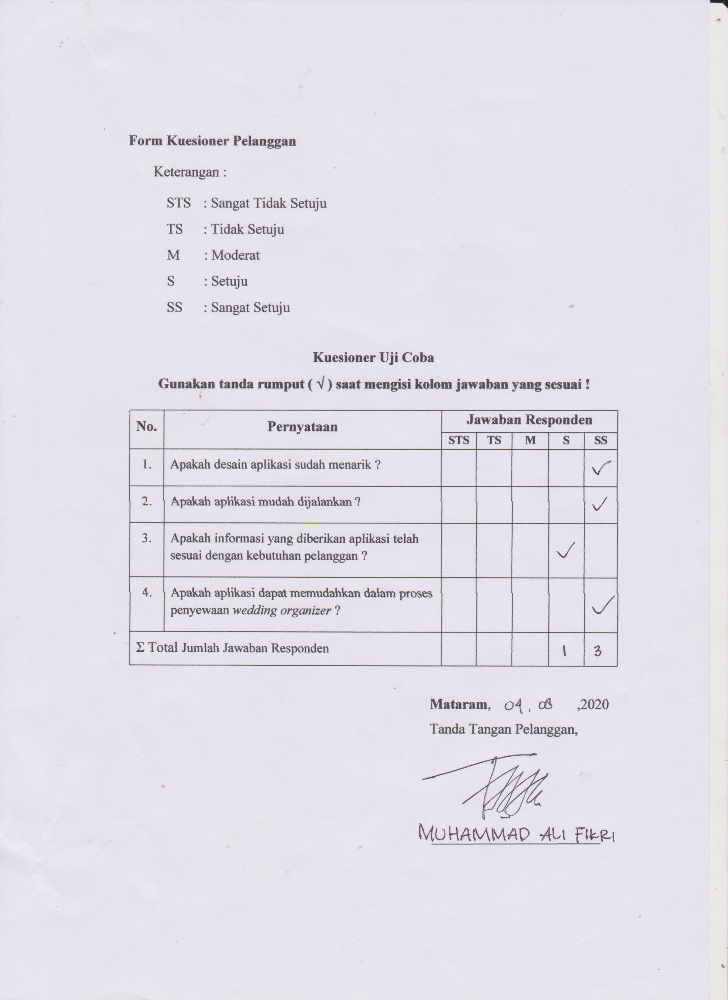 Form Kuesioner Pelanggan
Keterangan :
STS : Sangat Tidak Setuju
TS : Tidak Setuju
M : Moderat
S : Setuju
SS : Sangat Setuju
Kuesioner Uji Coba
Gunakan tanda rumput ( √ ) saat mengisi kolom jawaban yang sesuai !
No. Pernyataan Jawaban Responden
STS TS M S SS
1. Apakah desain aplikasi sudah menarik ? ✓
2. Apakah aplikasi mudah dijalankan ? ✓
3. Apakah informasi yang diberikan aplikasi telah
sesuai dengan kebutuhan pelanggan ? ✓
4. Apakah aplikasi dapat memudahkan dalam proses
penyewaan wedding organizer ? ✓
Σ Total Jumlah Jawaban Responden 1 3
Mataram, 08 ,2020
Tanda Tangan Pelanggan,
MUHAMMAD ALI FIKRI